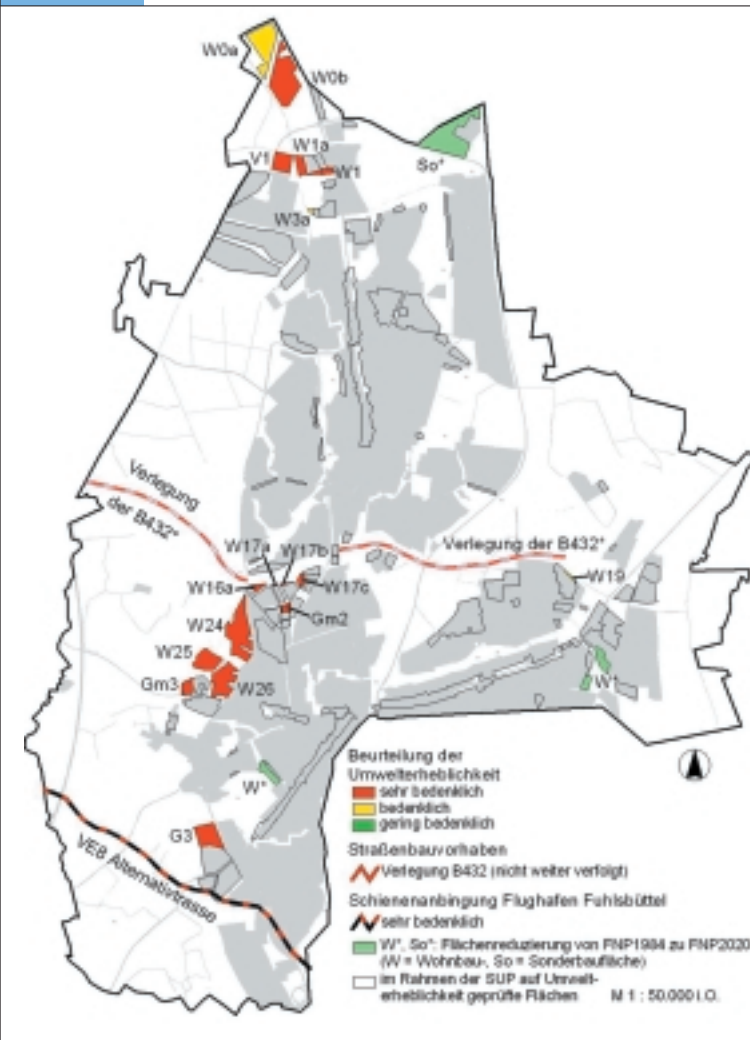 W0a
W0b
V1
W1a
W1
W3a
So*
Verlegung
der B432*
W17a
W17b
Verlegung der B432*
W16a
W17c
W19
Gm2
W24
W25
Gm3
W26
W*
W*
G3
VE8 Alternativtrasse
Beurteilung der
Umwelterheblichkeit
sehr bedenklich
bedenklich
gering bedenklich
Straßenbauvorhaben
Verlegung B432 (nicht weiter verfolgt)
Schienenanbingung Flughafen Fuhlsbüttel
sehr bedenklich
W*, So*: Flächenreduzierung von FNP1984 zu FNP2020
(W = Wohnbau-, So = Sonderbaufläche)
im Rahmen der SUP auf Umwelt-
erheblichkeit geprüfte Flächen
M 1 : 50.000 i.O.